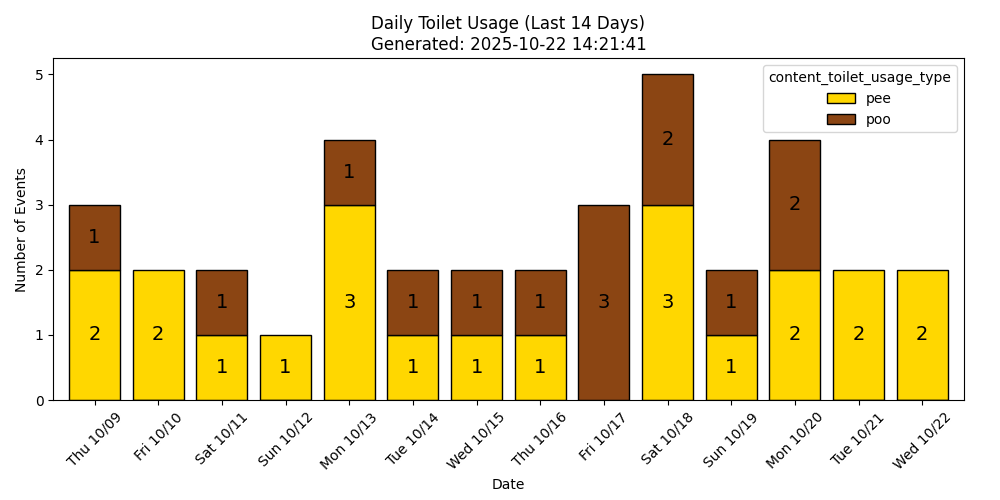 Daily Toilet Usage (Last 14 Days)
Generated: 2025-10-22 14:21:41
content_toilet_usage_type
pee
poo
Number of Events
5
4
3
2
1
0
2
1
2
1
1
1
3
1
1
1
1
1
1
1
3
3
2
1
1
2
2
2
2
Thu 10/09
Fri 10/10
Sat 10/11
Sun 10/12
Mon 10/13
Tue 10/14
Wed 10/15
Thu 10/16
Fri 10/17
Sat 10/18
Sun 10/19
Mon 10/20
Tue 10/21
Wed 10/22
Date